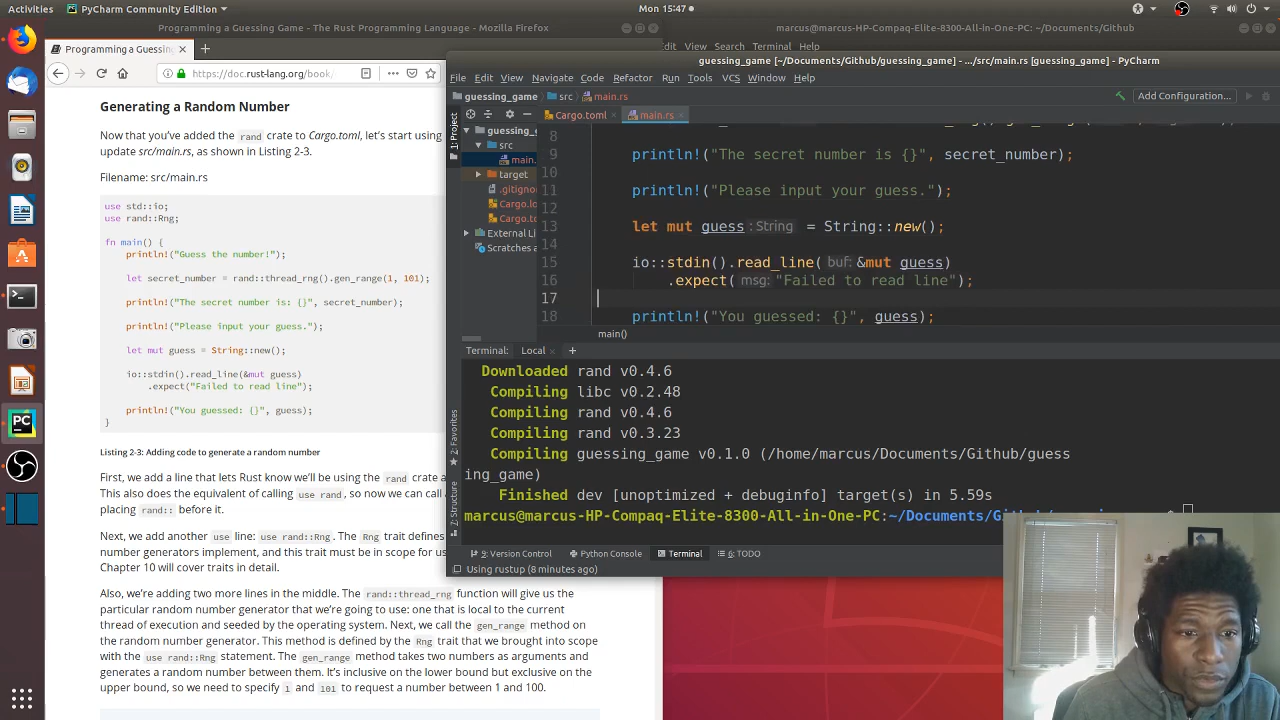 Activities
PyCharm Community Edition
Mon 15:47
Programming a Guessing Game - The Rust Programming Language - Firefox
marcus@marcus-HP-Compaq-Elite-8300-All-in-One-PC: ~/Documents/Github
Programming a Guessin
https://doc.rust-lang.org/book/
Generating a Random Number
Now that you've added the rand crate to Cargo.toml, let's start using
update src/main.rs, as shown in Listing 2-3.
Filename: src/main.rs
use std::io;
use rand::Rng;
fn main() {
println!("Guess the number!");
let secret_number = rand::thread_rng().gen_range(1, 101);
println!("The secret number is: {}", secret_number);
println!("Please input your guess.");
let mut guess = String::new();
io::stdin().read_line(&mut guess)
.expect("Failed to read line");
println!("You guessed: {}", guess);
}
Listing 2-3: Adding code to generate a random number
First, we add a line that lets Rust know we'll be using the rand crate a
This also does the equivalent of calling use rand, so now we can call
placing rand:: before it.
Next, we add another use line: use rand::Rng. The Rng trait defines
number generators implement, and this trait must be in scope for us
Chapter 10 will cover traits in detail.
Also, we're adding two more lines in the middle. The rand::thread_rng function will give us the
particular random number generator that we're going to use: one that is local to the current
thread of execution and seeded by the operating system. Next, we call the gen_range method on
the random number generator. This method is defined by the Rng trait that we brought into scope
with the use rand::Rng statement. The gen_range method takes two numbers as arguments and
generates a random number between them. It's inclusive on the lower bound but exclusive on the
upper bound, so we need to specify 1 and 101 to request a number between 1 and 100.
dit View Search Terminal Help
guessing_game [~/Documents/Github/guessing_game] - .../src/main.rs [guessing_game] - PyCharm
File Edit View Navigate Code Refactor Run Tools VCS Window Help
guessing_game src main.rs
Add Configuration...
Cargo.toml main.rs
1: Project
guessing_g
src
main.
target
.gitignor
Cargo.lo
Cargo.to
External Li
Scratches a
8
9 println!("The secret number is {}", secret_number);
10
11 println!("Please input your guess.");
12
13 let mut guess : String = String::new();
14
15 io::stdin().read_line( buf: &mut guess)
16 .expect( msg: "Failed to read line");
17
18 println!("You guessed: {}", guess);
main()
Terminal: Local
Downloaded rand v0.4.6
Compiling libc v0.2.48
Compiling rand v0.4.6
Compiling rand v0.3.23
Compiling guessing_game v0.1.0 (/home/marcus/Documents/Github/guess
ing_game)
Finished dev [unoptimized + debuginfo] target(s) in 5.59s
marcus@marcus-HP-Compaq-Elite-8300-All-in-One-PC:~/Documents/Gi
2: Favorites
7: Structure
9: Version Control
Python Console
Terminal
6: TODO
Using rustup (8 minutes ago)